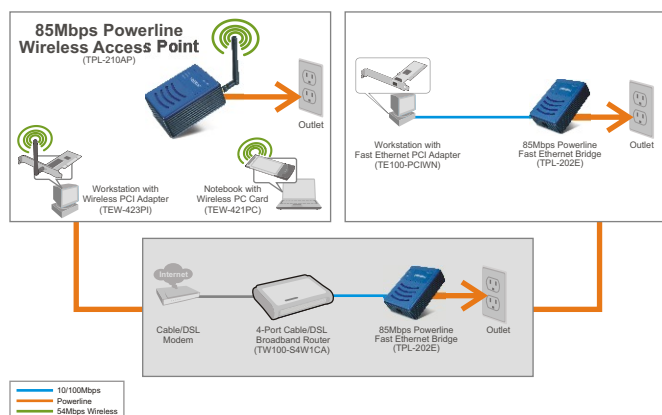 85Mbps Powerline
Wireless Access Point
(TPL-210AP)
Outlet
Workstation with
Wireless PCI Adapter
(TEW-423PI)
Notebook with
Wireless PC Card
(TEW-421PC)
Workstation with
Fast Ethernet PCI Adapter
(TE100-PCIWN)
85Mbps Powerline
Fast Ethernet Bridge
(TPL-202E)
Outlet
Internet
Cable/DSL
Modem
4-Port Cable/DSL
Broadband Router
(TW100-S4W1CA)
85Mbps Powerline
Fast Ethernet Bridge
(TPL-202E)
Outlet
10/100Mbps
Powerline
54Mbps Wireless